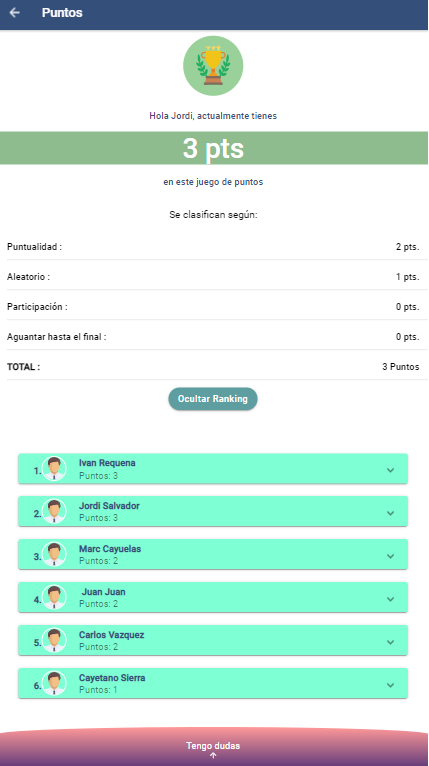 Puntos
Hola Jordi, actualmente tienes
3 pts
en este juego de puntos
Se clasifican según:
Puntualidad : 2 pts.
Aleatorio : 1 pts.
Participación : 0 pts.
Aguantar hasta el final : 0 pts.
TOTAL : 3 Puntos
Ocultar Ranking
1. Ivan Requena
Puntos: 3
2. Jordi Salvador
Puntos: 3
3. Marc Cayuelas
Puntos: 2
4. Juan Juan
Puntos: 2
5. Carlos Vazquez
Puntos: 2
6. Cayetano Sierra
Puntos: 1
Tengo dudas